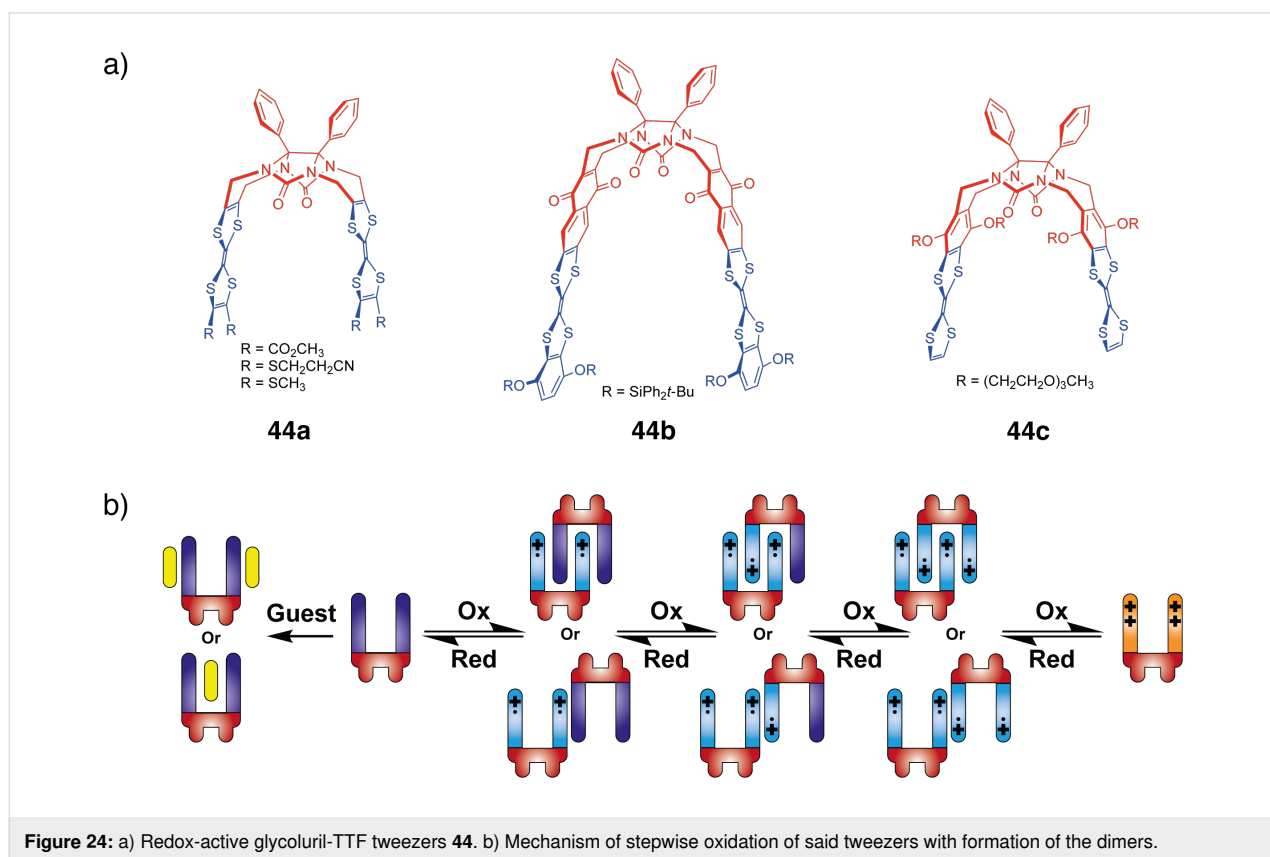 a)
N N N N
O O
S S S S
S S S S
R R R R
R = CO₂CH₃
R = SCH₂CH₂CN
R = SCH₃
44a
N N N N
O O
O O O O
S S S S
S S S S
RO OR RO OR
R = SiPh₂t-Bu
44b
N N N N
O O
RO OR RO OR
S S S S
S S S S
R = (CH₂CH₂O)₃CH₃
44c
b)
Guest
Or
Ox
Red
Or
Ox
Red
Or
Ox
Red
Or
Ox
Red
Figure 24: a) Redox-active glycoluril-TTF tweezers 44. b) Mechanism of stepwise oxidation of said tweezers with formation of the dimers.